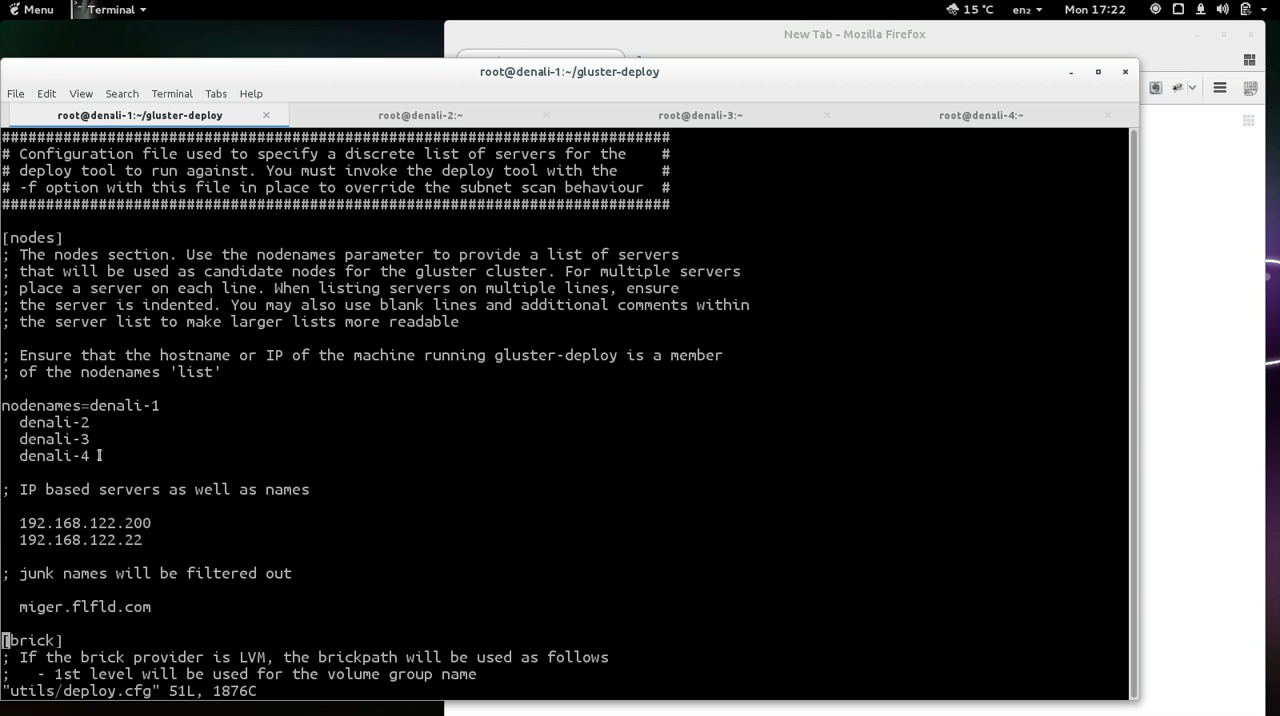 Menu Terminal 15 °C en₂ Mon 17:22
New Tab - Mozilla Firefox
root@denali-1:~/gluster-deploy
File Edit View Search Terminal Tabs Help
root@denali-1:~/gluster-deploy root@denali-2:~ root@denali-3:~ root@denali-4:~
############################################################################
# Configuration file used to specify a discrete list of servers for the #
# deploy tool to run against. You must invoke the deploy tool with the #
# -f option with this file in place to override the subnet scan behaviour #
############################################################################
[nodes]
; The nodes section. Use the nodenames parameter to provide a list of servers
; that will be used as candidate nodes for the gluster cluster. For multiple servers
; place a server on each line. When listing servers on multiple lines, ensure
; the server is indented. You may also use blank lines and additional comments within
; the server list to make larger lists more readable
; Ensure that the hostname or IP of the machine running gluster-deploy is a member
; of the nodenames 'list'
nodenames=denali-1
denali-2
denali-3
denali-4
; IP based servers as well as names
192.168.122.200
192.168.122.22
; junk names will be filtered out
miger.flfld.com
[brick]
; If the brick provider is LVM, the brickpath will be used as follows
; - 1st level will be used for the volume group name
"utils/deploy.cfg" 51L, 1876C